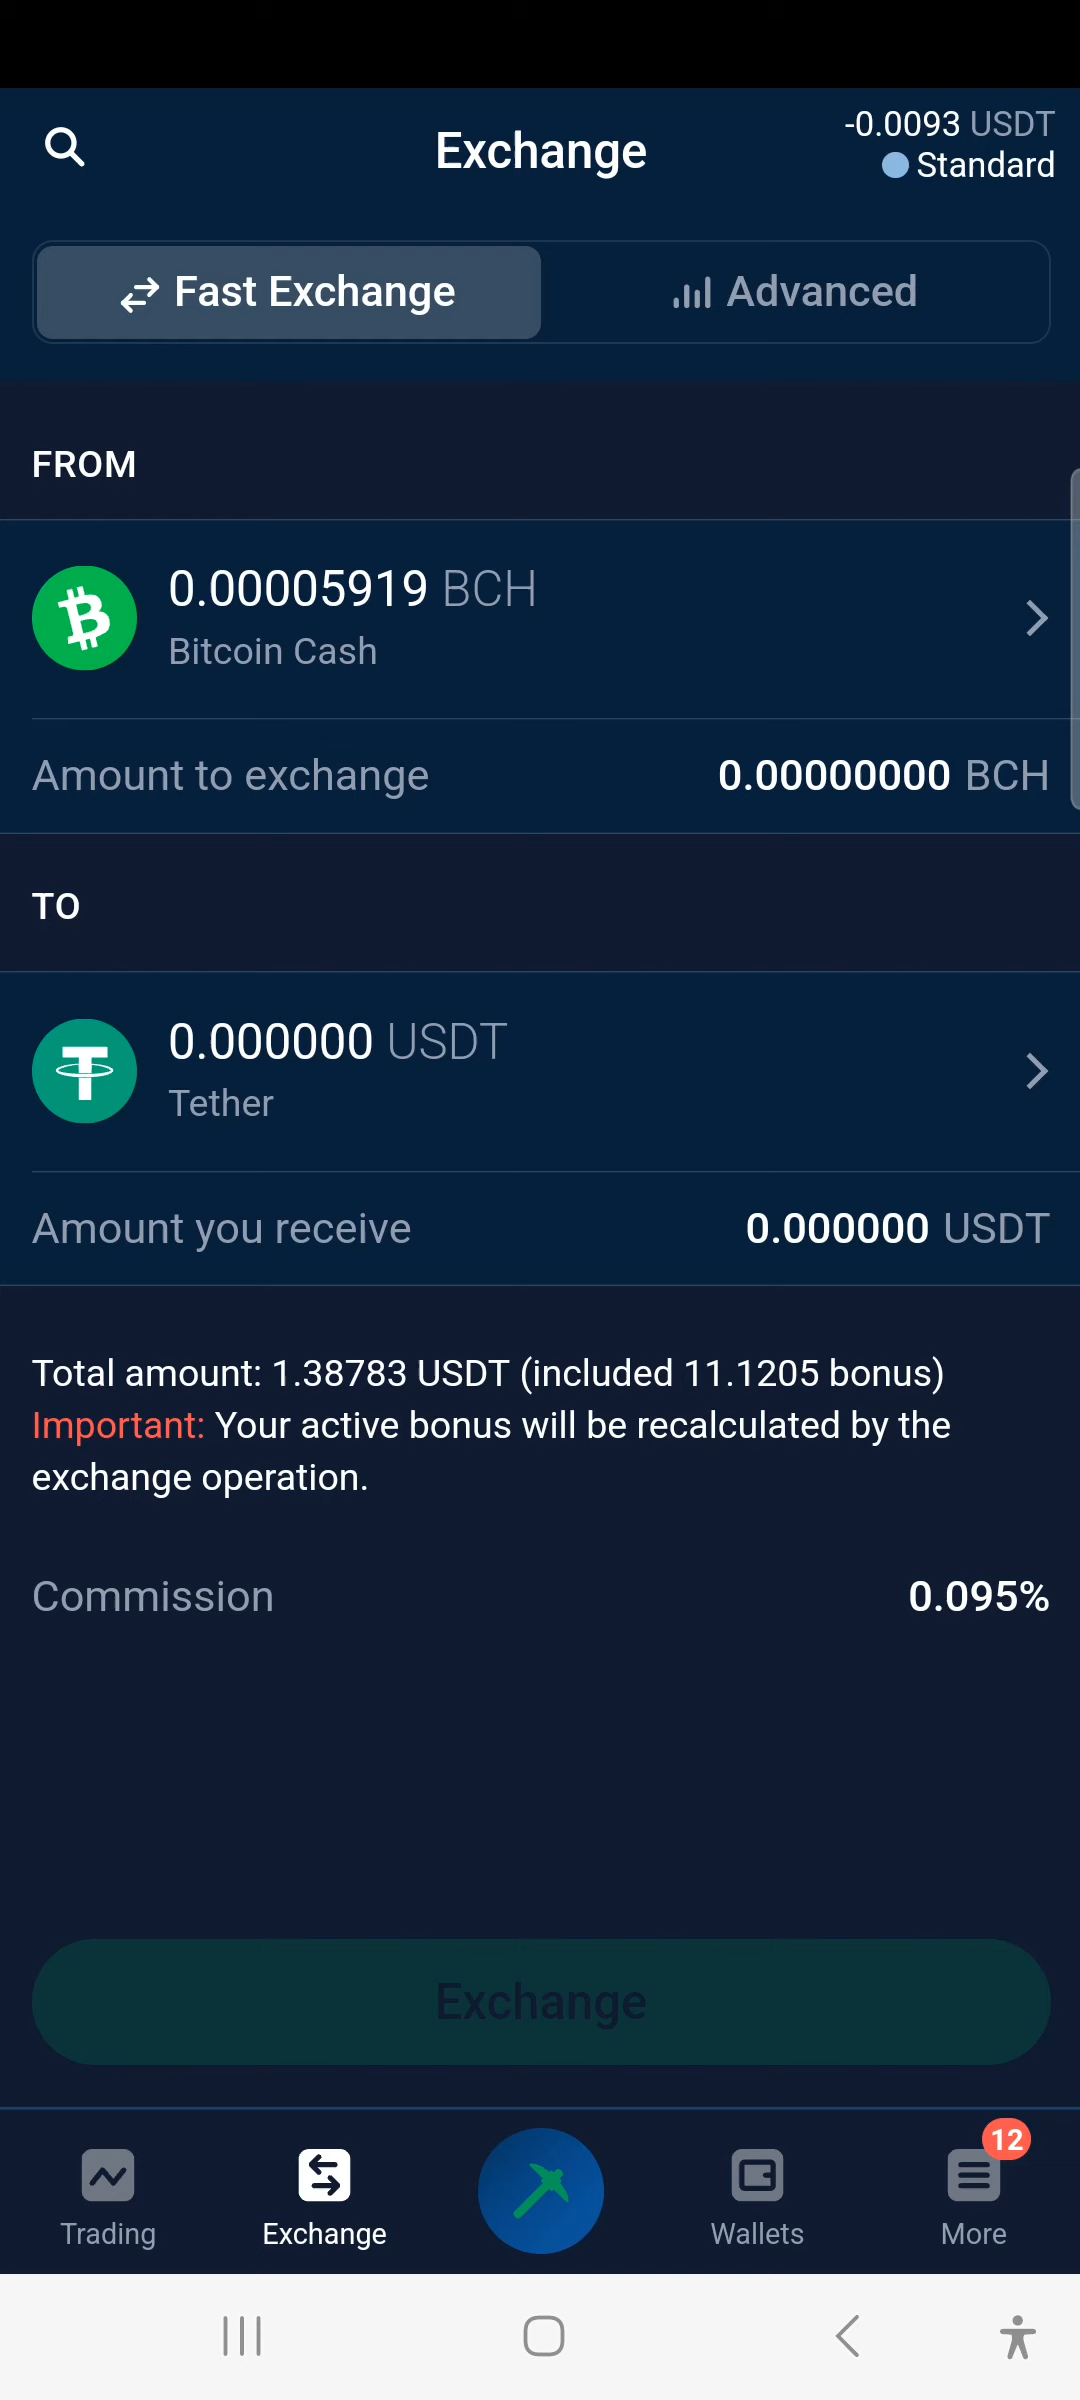 Exchange
-0.0093 USDT
Standard
Fast Exchange
Advanced
FROM
0.00005919 BCH
Bitcoin Cash
Amount to exchange 0.00000000 BCH
TO
0.000000 USDT
Tether
Amount you receive 0.000000 USDT
Total amount: 1.38783 USDT (included 11.1205 bonus)
Important: Your active bonus will be recalculated by the
exchange operation.
Commission 0.095%
Exchange
12
Trading Exchange Wallets More